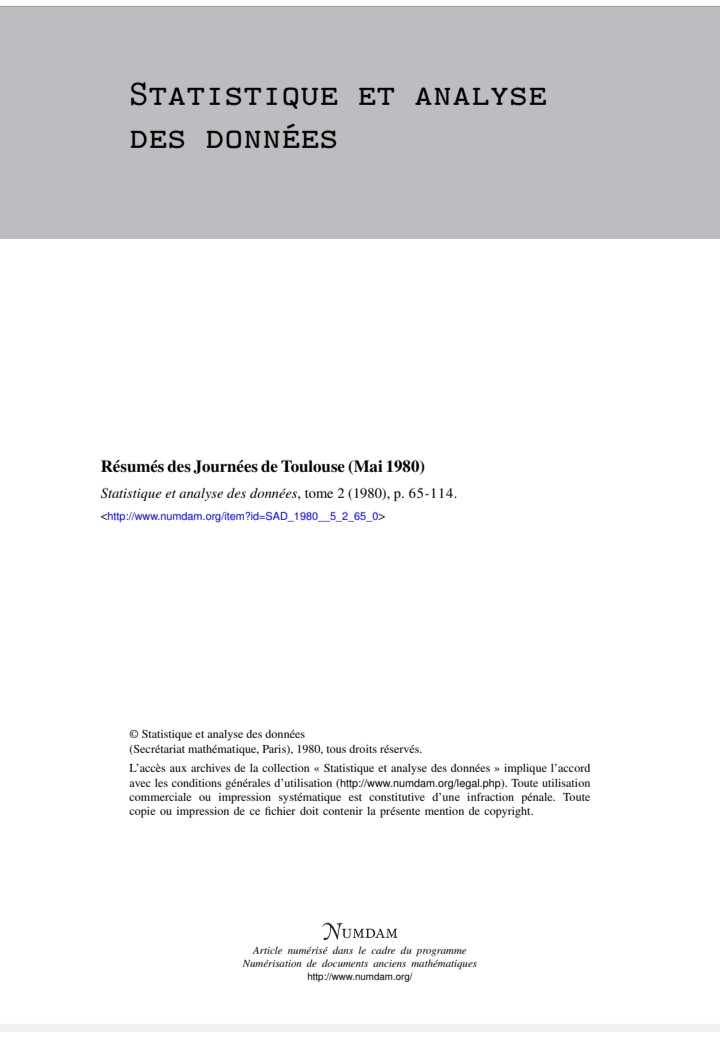 STATISTIQUE ET ANALYSE
DES DONNÉES
Résumés des Journées de Toulouse (Mai 1980)
Statistique et analyse des données, tome 2 (1980), p. 65-114.
<http://www.numdam.org/item?id=SAD_1980__5_2_65_0>
© Statistique et analyse des données
(Secrétariat mathématique, Paris), 1980, tous droits réservés.
L'accès aux archives de la collection « Statistique et analyse des données » implique l'accord
avec les conditions générales d'utilisation (http://www.numdam.org/legal.php). Toute utilisation
commerciale ou impression systématique est constitutive d'une infraction pénale. Toute
copie ou impression de ce fichier doit contenir la présente mention de copyright.
NUMDAM
Article numérisé dans le cadre du programme
Numérisation de documents anciens mathématiques
http://www.numdam.org/